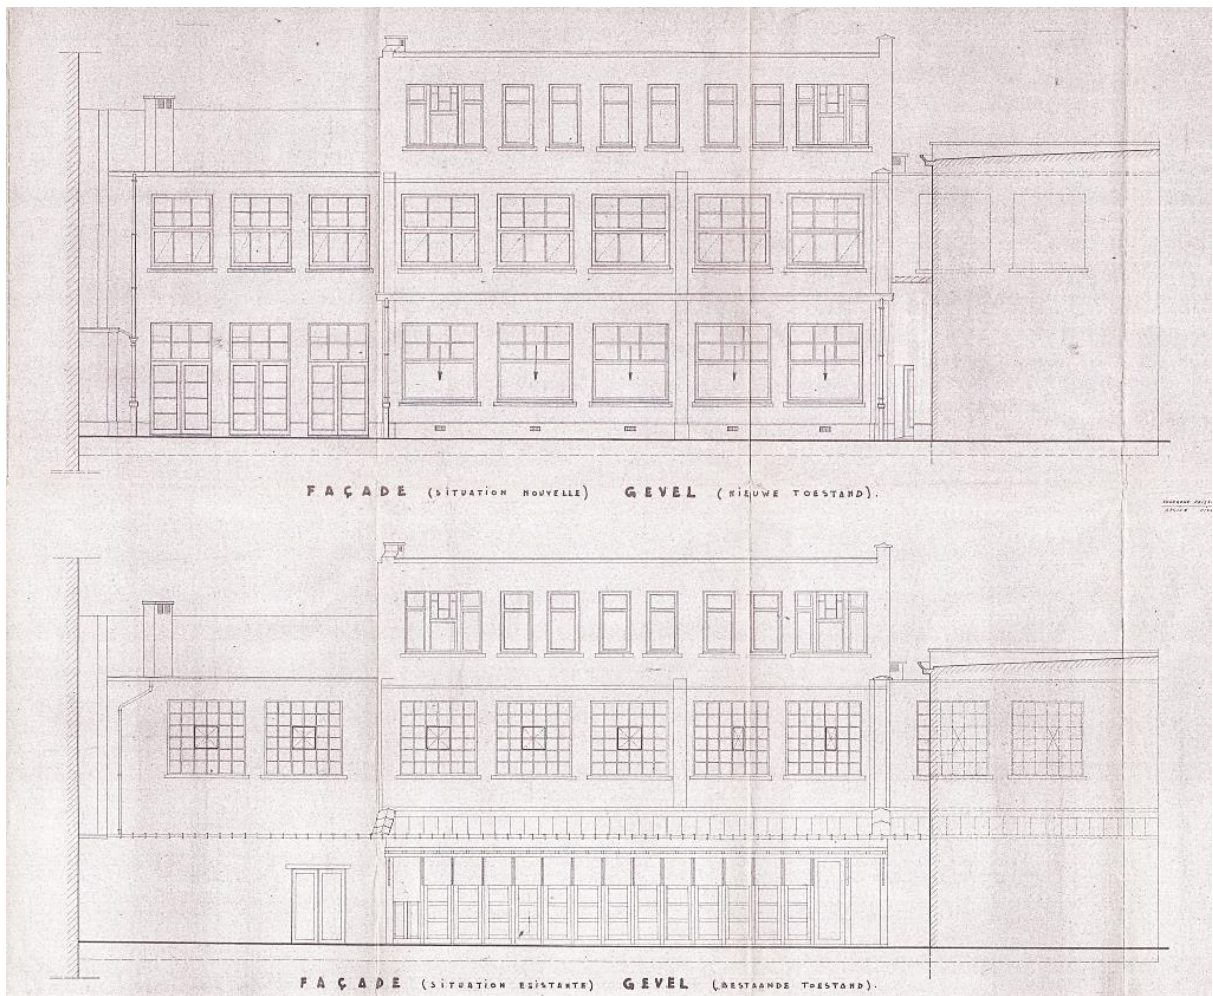 FAÇADE (SITUATION NOUVELLE) GEVEL (NIEUWE TOESTAND).
FAÇADE (SITUATION EXISTANTE) GEVEL (BESTAANDE TOESTAND).